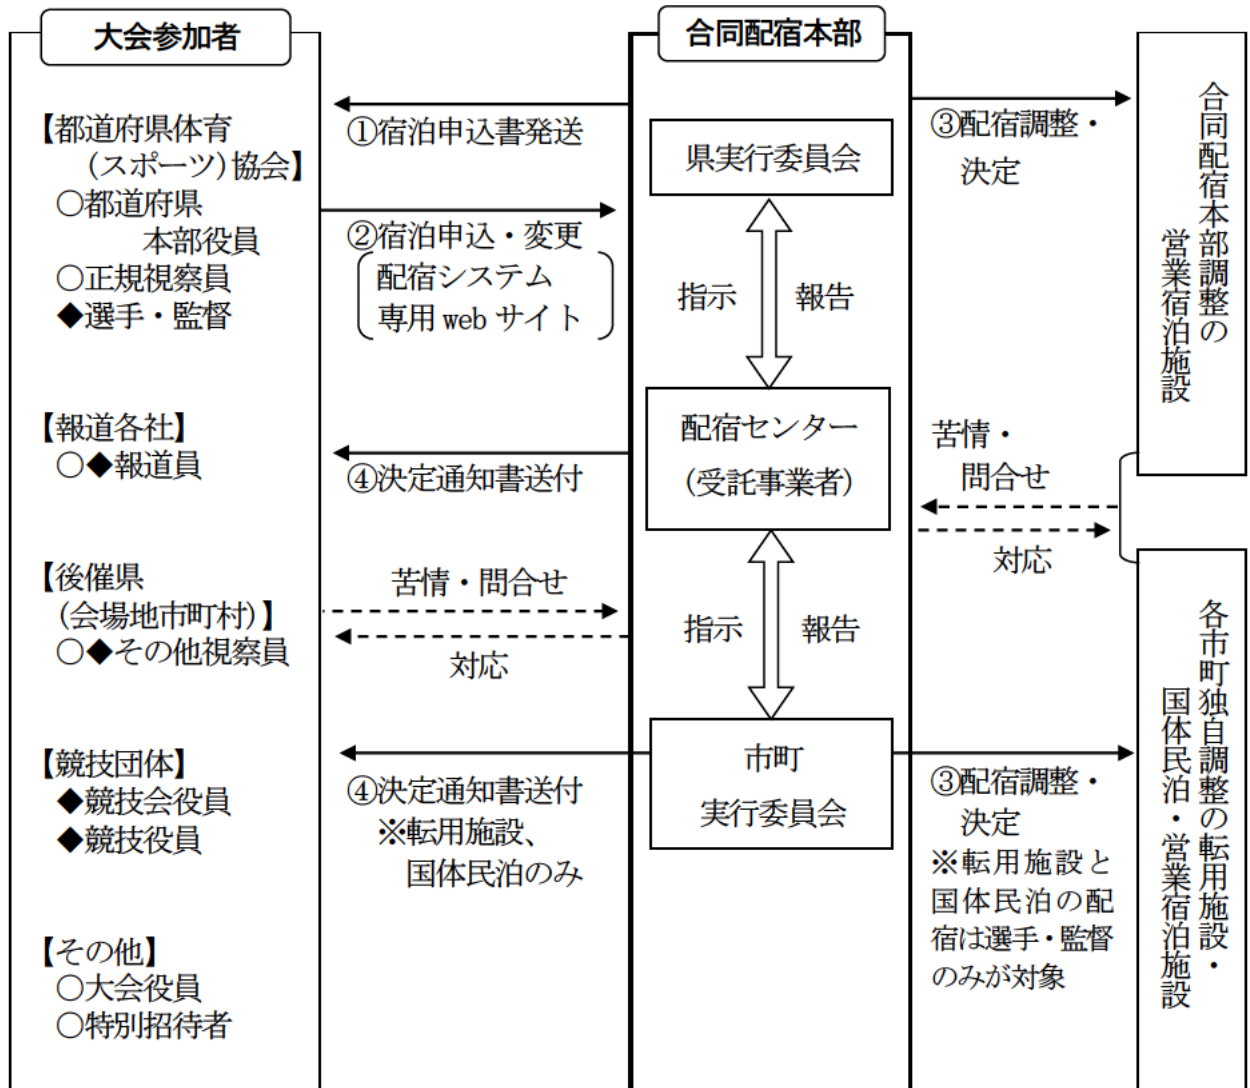 大会参加者
【都道府県体育
（スポーツ）協会】
○都道府県
本部役員
○正規視察員
◆選手・監督
【報道各社】
○◆報道員
【後催県
（会場地市町村）】
○◆その他視察員
【競技団体】
◆競技会役員
◆競技役員
【その他】
○大会役員
○特別招待者
①宿泊申込書発送
②宿泊申込・変更
配宿システム
専用 web サイト
④決定通知書送付
苦情・問合せ
対応
④決定通知書送付
※転用施設、
国体民泊のみ
合同配宿本部
県実行委員会
指示
報告
配宿センター
（受託事業者）
指示
報告
市町
実行委員会
③配宿調整・
決定
苦情・
問合せ
対応
③配宿調整・
決定
※転用施設と
国体民泊の配
宿は選手・監督
のみが対象
合同配宿本部調整の
営業宿泊施設
各市町独自調整の転用施設・
国体民泊・営業宿泊施設